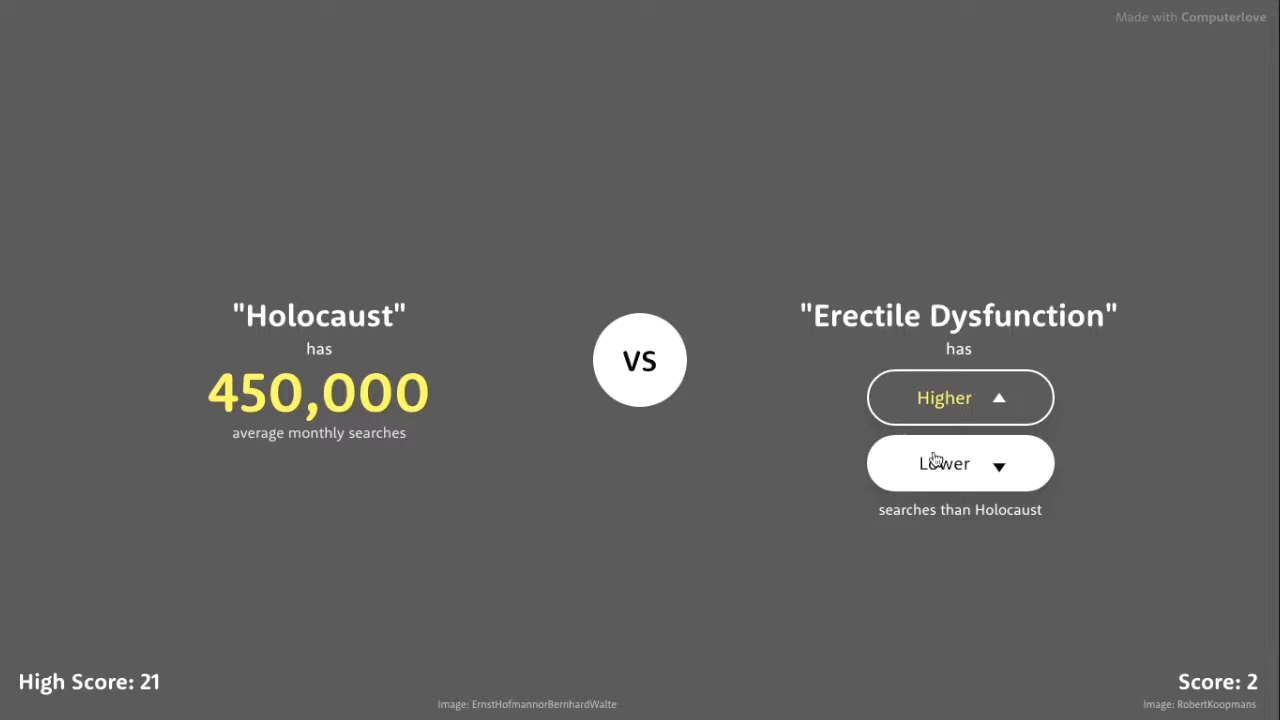 Made with Computerlove
"Holocaust"
has
450,000
average monthly searches
VS
"Erectile Dysfunction"
has
Higher
Lower
searches than Holocaust
High Score: 21
Score: 2
Image: ErnstHofmannorBernhardWalte
Image: RobertKoopmans